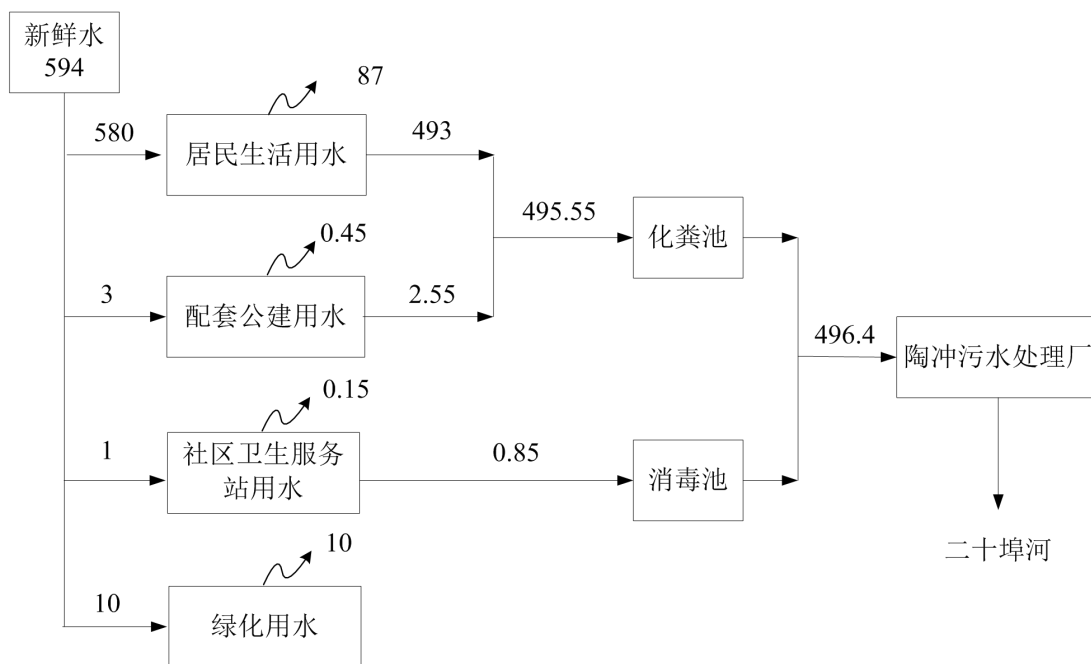 新鲜水
594
87
580
居民生活用水
493
495.55
化粪池
0.45
3
配套公建用水
2.55
496.4
陶冲污水处理厂
0.15
1
社区卫生服务
站用水
0.85
消毒池
二十埠河
10
10
绿化用水